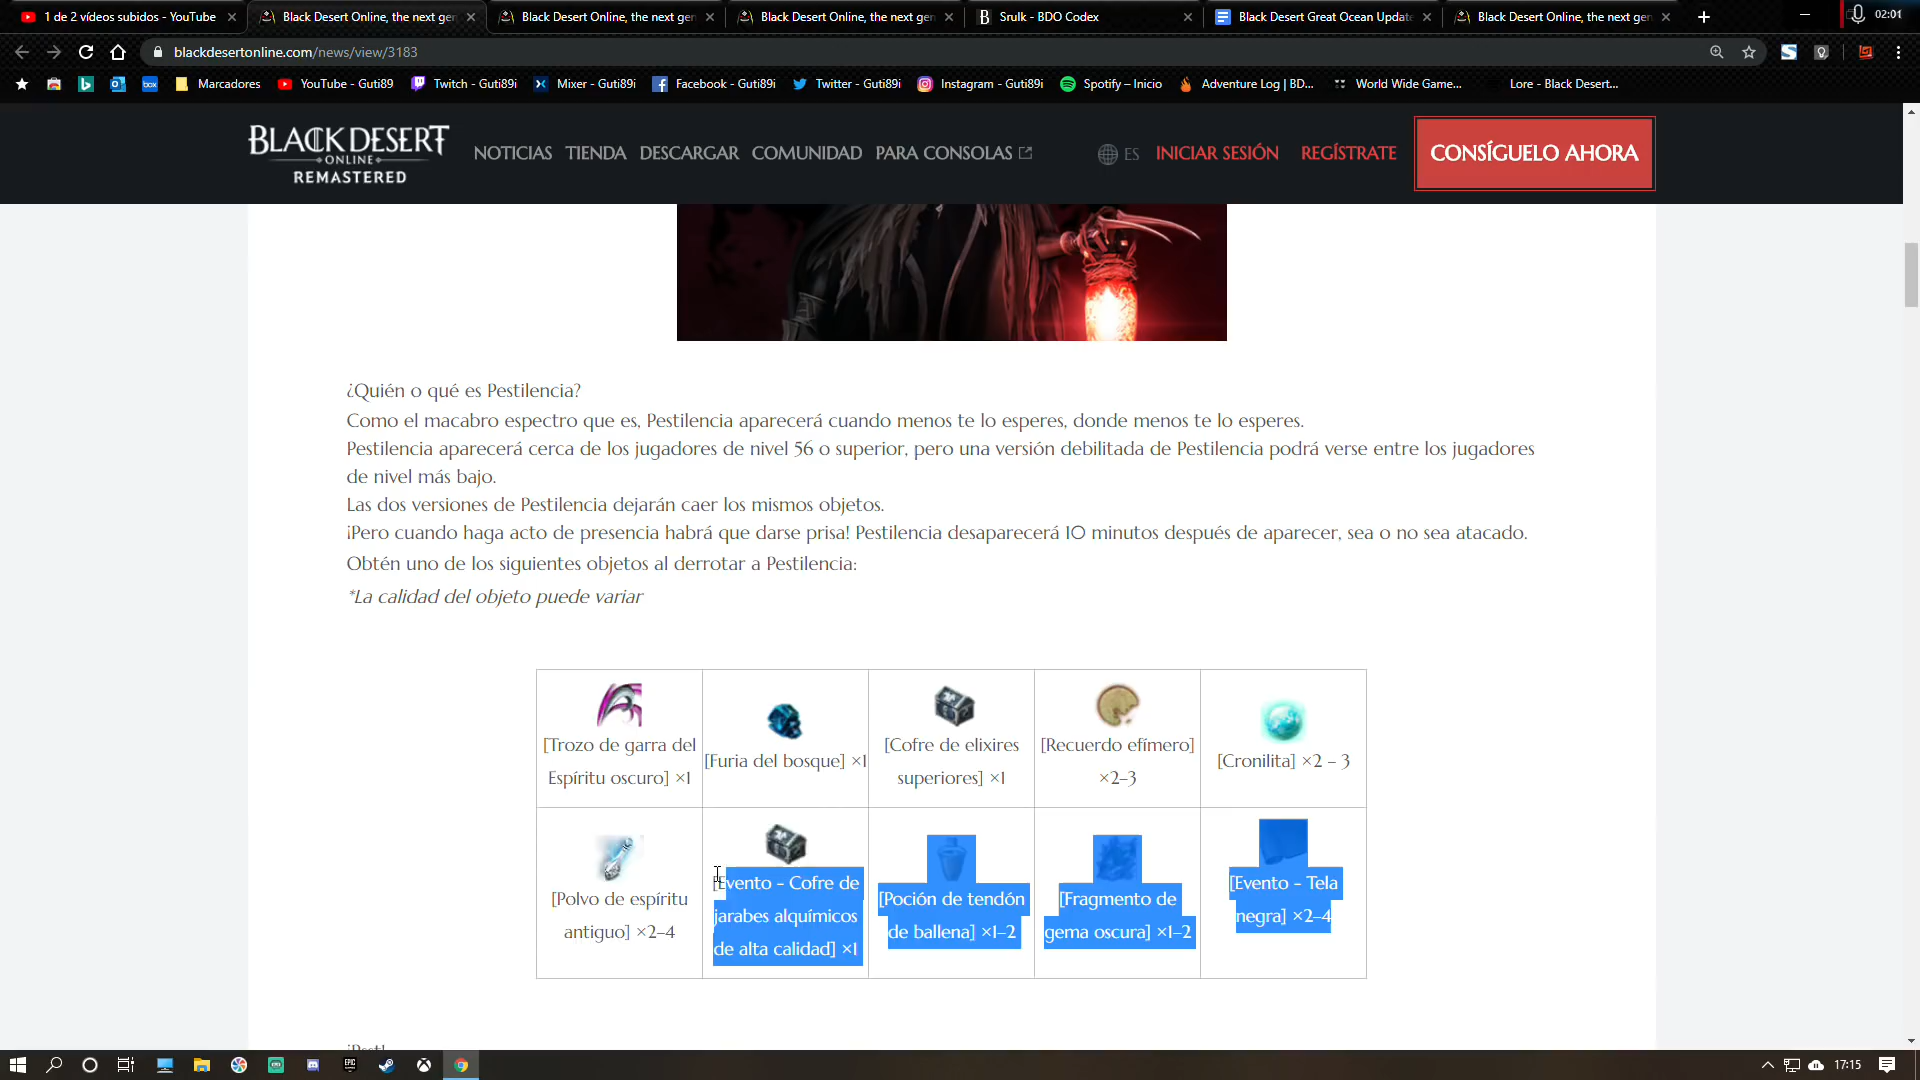 1 de 2 vídeos subidos - YouTube
Black Desert Online, the next gen
Black Desert Online, the next gen
Black Desert Online, the next gen
Srulk - BDO Codex
Black Desert Great Ocean Update
Black Desert Online, the next gen
02:01
blackdesertonline.com/news/view/3183
Marcadores
YouTube - Guti89
Twitch - Guti89i
Mixer - Guti89i
Facebook - Guti89i
Twitter - Guti89i
Instagram - Guti89i
Spotify – Inicio
Adventure Log | BD...
World Wide Game...
Lore - Black Desert...
BLACK DESERT
ONLINE
REMASTERED
NOTICIAS
TIENDA
DESCARGAR
COMUNIDAD
PARA CONSOLAS
ES
INICIAR SESIÓN
REGÍSTRATE
CONSÍGUELO AHORA
¿Quién o qué es Pestilencia?
Como el macabro espectro que es, Pestilencia aparecerá cuando menos te lo esperes, donde menos te lo esperes.
Pestilencia aparecerá cerca de los jugadores de nivel 56 o superior, pero una versión debilitada de Pestilencia podrá verse entre los jugadores
de nivel más bajo.
Las dos versiones de Pestilencia dejarán caer los mismos objetos.
¡Pero cuando haga acto de presencia habrá que darse prisa! Pestilencia desaparecerá 10 minutos después de aparecer, sea o no sea atacado.
Obtén uno de los siguientes objetos al derrotar a Pestilencia:
*La calidad del objeto puede variar
[Trozo de garra del
Espíritu oscuro] ×1
[Furia del bosque] ×1
[Cofre de elixires
superiores] ×1
[Recuerdo efímero]
×2–3
[Cronilita] ×2 – 3
[Polvo de espíritu
antiguo] ×2–4
[Evento - Cofre de
jarabes alquímicos
de alta calidad] ×1
[Poción de tendón
de ballena] ×1–2
[Fragmento de
gema oscura] ×1–2
[Evento - Tela
negra] ×2–4
17:15